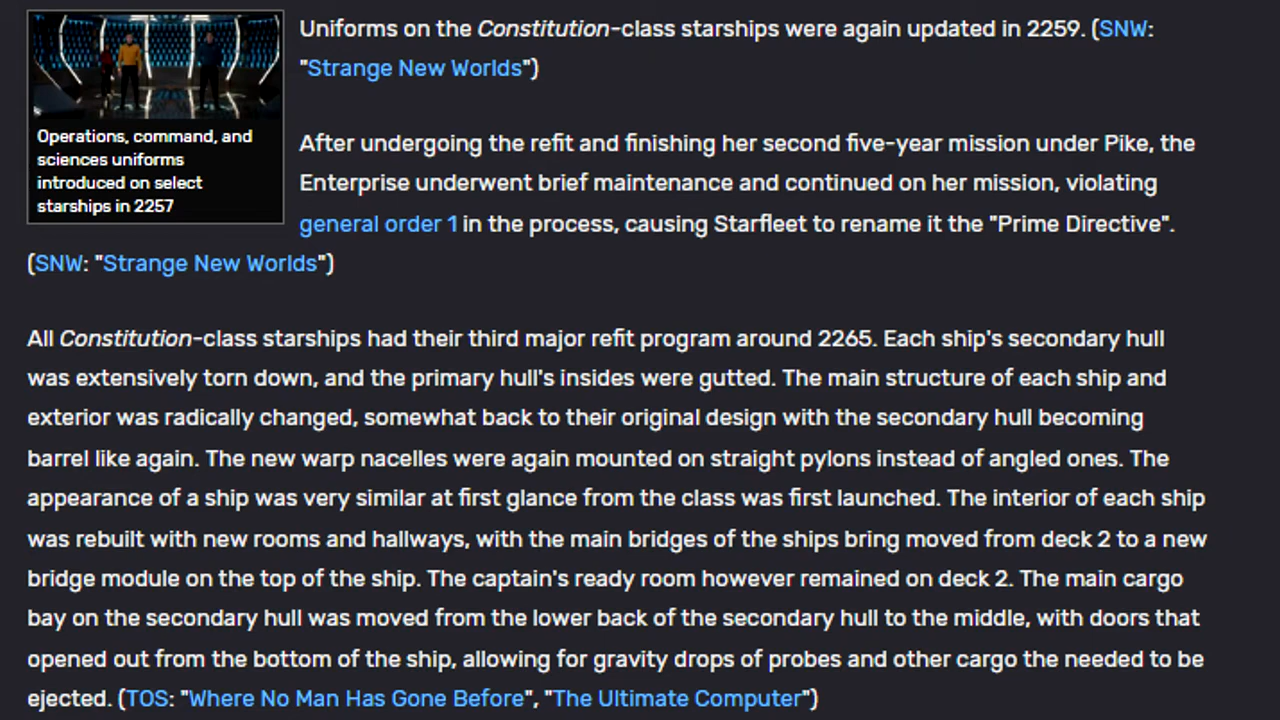 Operations, command, and
sciences uniforms
introduced on select
starships in 2257
Uniforms on the Constitution-class starships were again updated in 2259. (SNW:
"Strange New Worlds")
After undergoing the refit and finishing her second five-year mission under Pike, the
Enterprise underwent brief maintenance and continued on her mission, violating
general order 1 in the process, causing Starfleet to rename it the "Prime Directive".
(SNW: "Strange New Worlds")
All Constitution-class starships had their third major refit program around 2265. Each ship's secondary hull
was extensively torn down, and the primary hull's insides were gutted. The main structure of each ship and
exterior was radically changed, somewhat back to their original design with the secondary hull becoming
barrel like again. The new warp nacelles were again mounted on straight pylons instead of angled ones. The
appearance of a ship was very similar at first glance from the class was first launched. The interior of each ship
was rebuilt with new rooms and hallways, with the main bridges of the ships bring moved from deck 2 to a new
bridge module on the top of the ship. The captain's ready room however remained on deck 2. The main cargo
bay on the secondary hull was moved from the lower back of the secondary hull to the middle, with doors that
opened out from the bottom of the ship, allowing for gravity drops of probes and other cargo the needed to be
ejected. (TOS: "Where No Man Has Gone Before", "The Ultimate Computer")